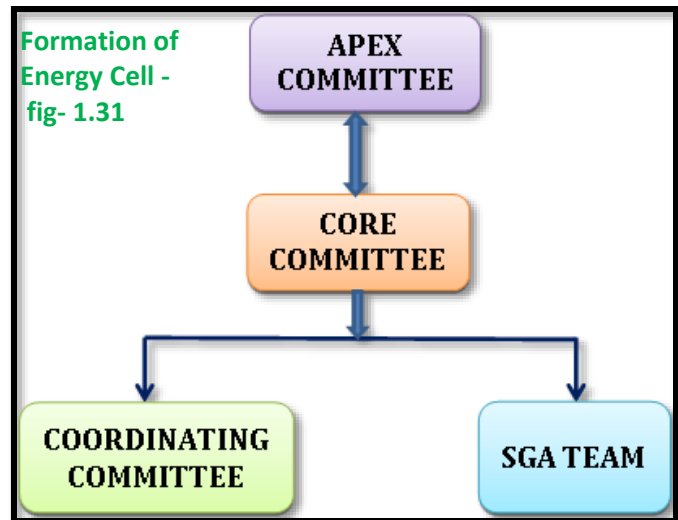 Formation of
Energy Cell -
fig- 1.31
APEX
COMMITTEE
CORE
COMMITTEE
COORDINATING
COMMITTEE
SGA TEAM